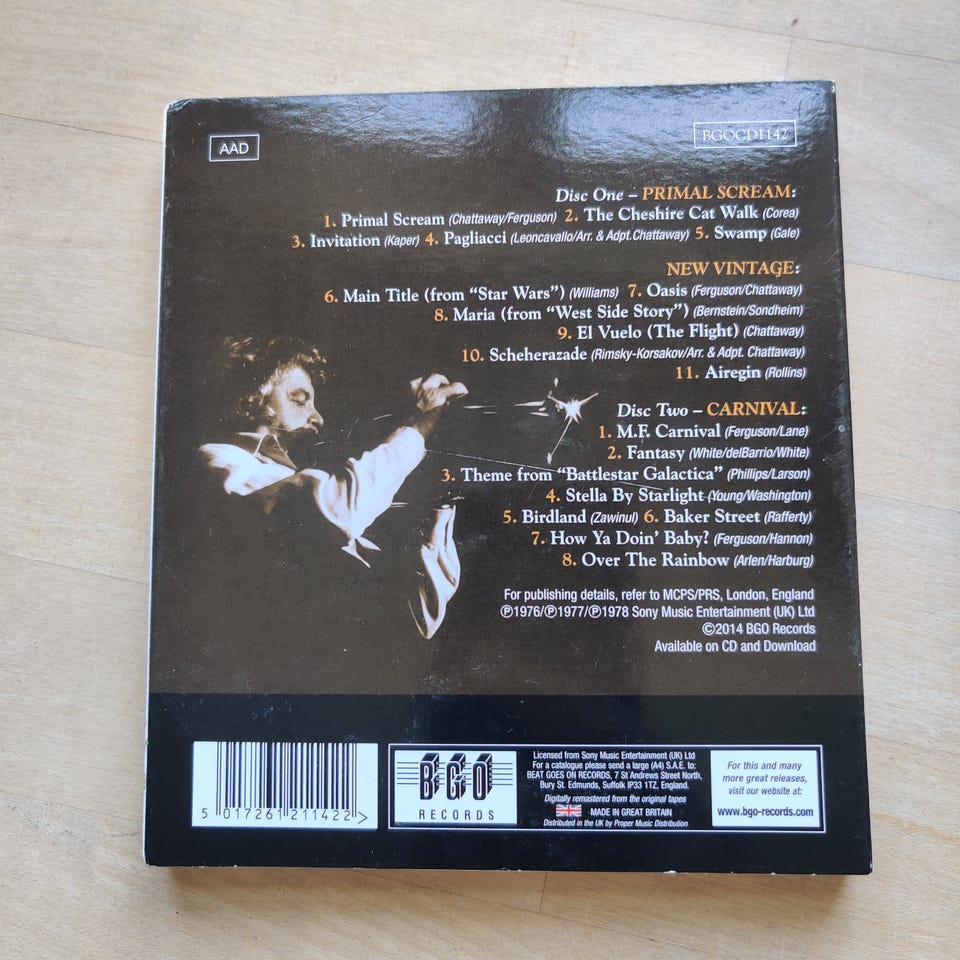 AAD
BGOCD1142
Disc One – PRIMAL SCREAM:
1. Primal Scream (Chattaway/Ferguson) 2. The Cheshire Cat Walk (Corea)
3. Invitation (Kaper) 4. Pagliacci (Leoncavallo/Arr. & Adpt.Chattaway) 5. Swamp (Gale)
NEW VINTAGE:
6. Main Title (from “Star Wars”) (Williams) 7. Oasis (Ferguson/Chattaway)
8. Maria (from “West Side Story”) (Bernstein/Sondheim)
9. El Vuelo (The Flight) (Chattaway)
10. Scheherazade (Rimsky-Korsakov/Arr. & Adpt. Chattaway)
11. Airegin (Rollins)
Disc Two – CARNIVAL:
1. M.F. Carnival (Ferguson/Lane)
2. Fantasy (White/delBarrio/White)
3. Theme from “Battlestar Galactica” (Phillips/Larson)
4. Stella By Starlight (Young/Washington)
5. Birdland (Zawinul) 6. Baker Street (Rafferty)
7. How Ya Doin’ Baby? (Ferguson/Hannon)
8. Over The Rainbow (Arlen/Harburg)
For publishing details, refer to MCPS/PRS, London, England
℗1976/℗1977/℗1978 Sony Music Entertainment (UK) Ltd
©2014 BGO Records
Available on CD and Download
5 017261 211422 >
BGO
RECORDS
Licensed from Sony Music Entertainment (UK) Ltd
For a catalogue please send a large (A4) S.A.E. to:
BEAT GOES ON RECORDS, 7 St Andrews Street North,
Bury St. Edmunds, Suffolk IP33 1TZ, England.
Digitally remastered from the original tapes
MADE IN GREAT BRITAIN
Distributed in the UK by Proper Music Distribution
For this and many
more great releases,
visit our website at:
www.bgo-records.com